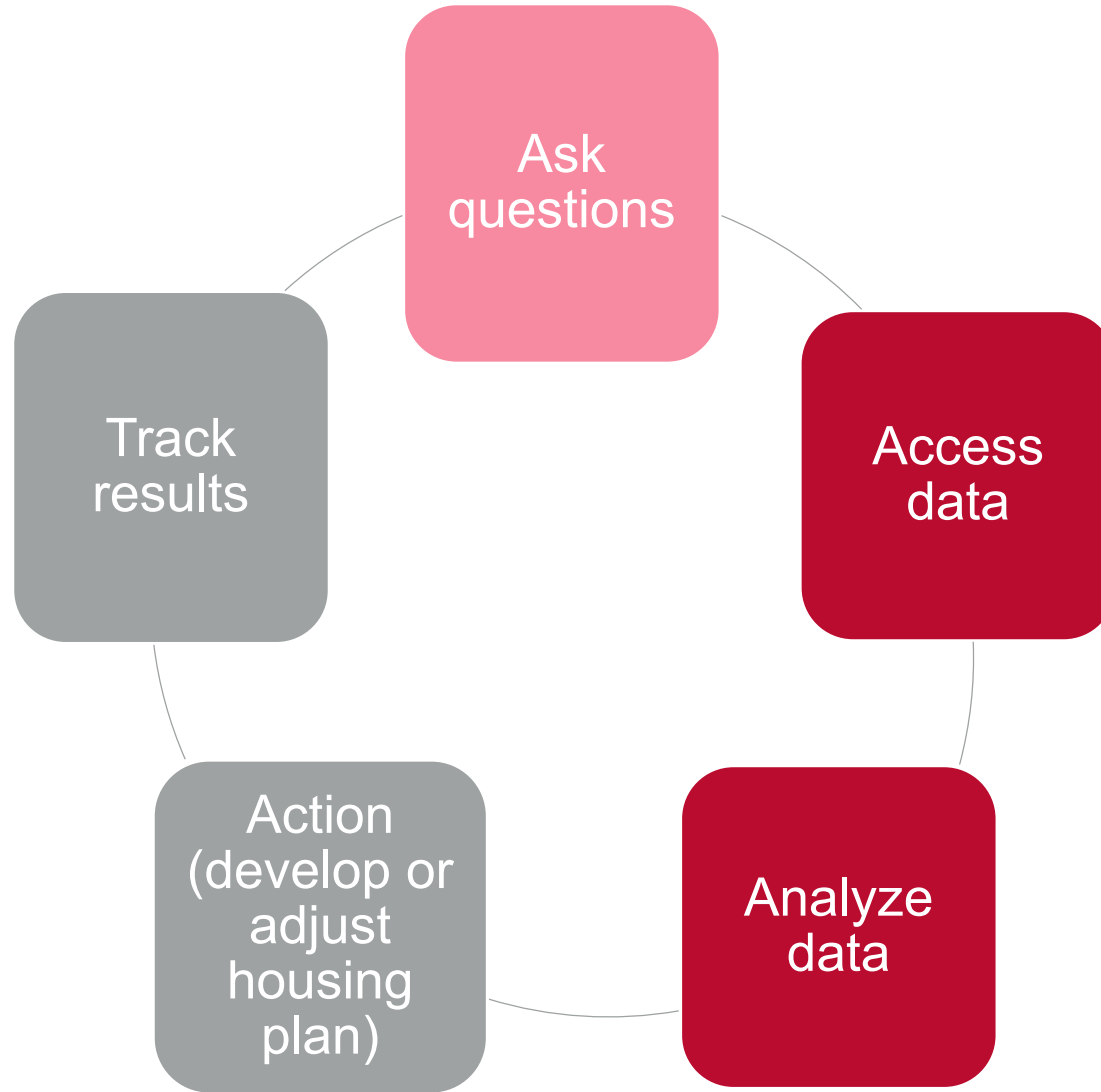 Ask
questions
Access
data
Analyze
data
Action
(develop or
adjust
housing
plan)
Track
results